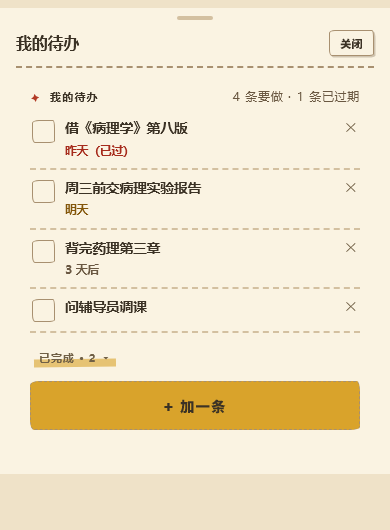 我的待办
关闭
✦ 我的待办
4 条要做 · 1 条已过期
借《病理学》第八版
×
昨天（已过）
周三前交病理实验报告
×
明天
背完药理第三章
×
3 天后
问辅导员调课
×
已完成 · 2
+ 加一条